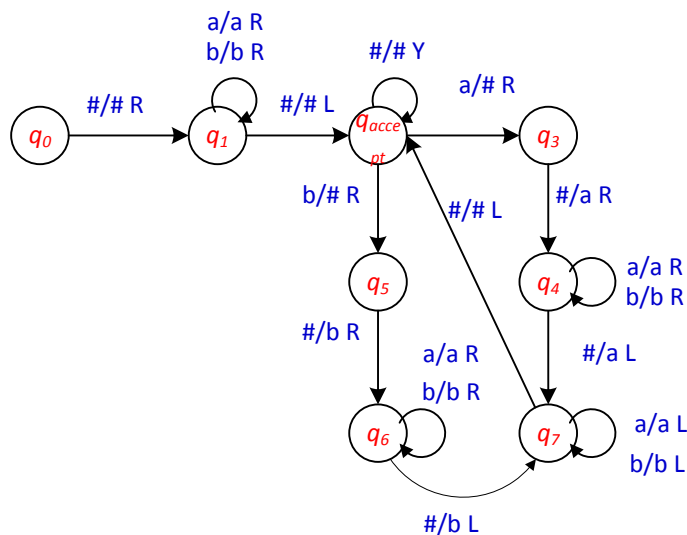 a/a R
b/b R
#/# Y
a/# R
#/# R
#/# L
q0
q1
qacce
pt
q3
b/# R
#/# L
#/a R
q5
q4
a/a R
b/b R
#/b R
#/a L
a/a R
b/b R
q6
q7
a/a L
b/b L
#/b L